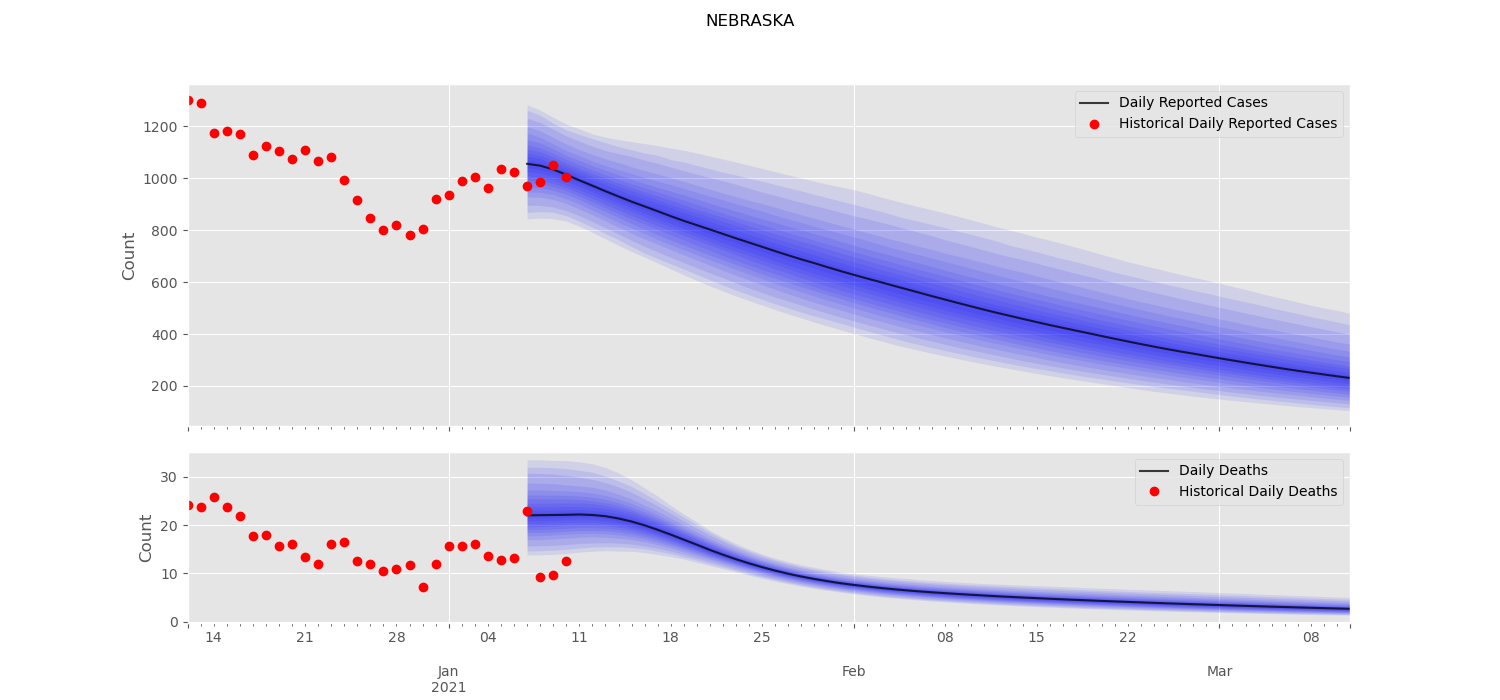 NEBRASKA
Daily Reported Cases
Historical Daily Reported Cases
Count
1200
1000
800
600
400
200
Daily Deaths
Historical Daily Deaths
Count
30
20
10
0
14 21 28 04 11 18 25 08 15 22 08
Jan Feb Mar
2021